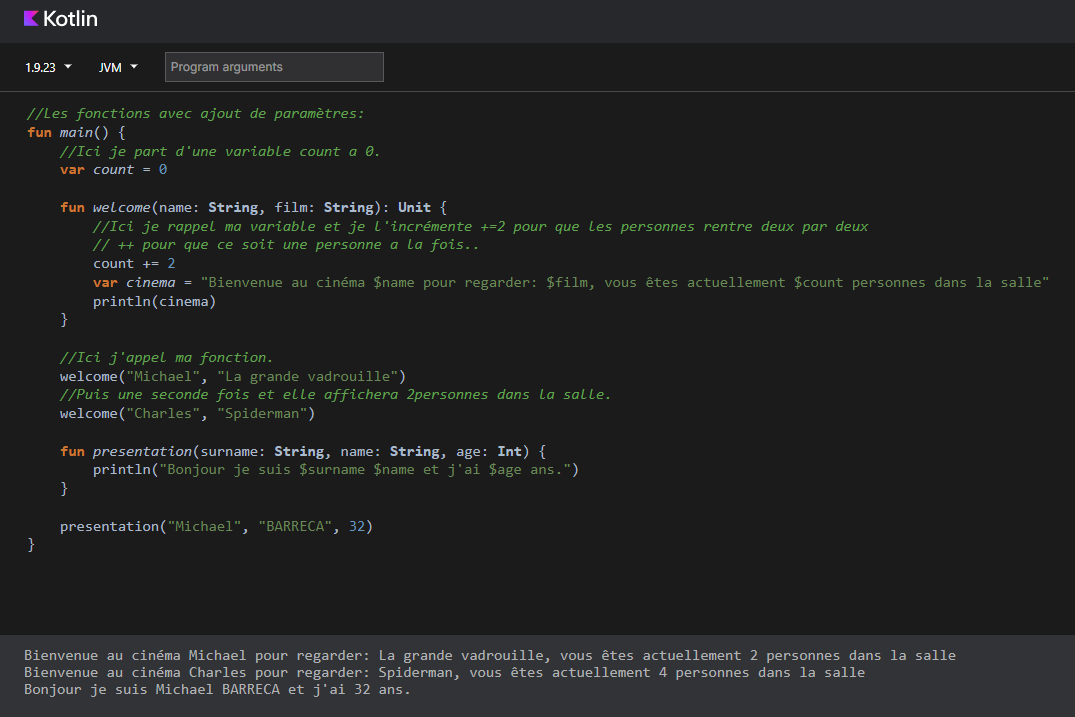 Kotlin
1.9.23 JVM Program arguments
//Les fonctions avec ajout de paramètres:
fun main() {
    //Ici je part d'une variable count a 0.
    var count = 0

    fun welcome(name: String, film: String): Unit {
        //Ici je rappel ma variable et je l'incrémente +=2 pour que les personnes rentre deux par deux
        // ++ pour que ce soit une personne a la fois..
        count += 2
        var cinema = "Bienvenue au cinéma $name pour regarder: $film, vous êtes actuellement $count personnes dans la salle"
        println(cinema)
    }

    //Ici j'appel ma fonction.
    welcome("Michael", "La grande vadrouille")
    //Puis une seconde fois et elle affichera 2personnes dans la salle.
    welcome("Charles", "Spiderman")

    fun presentation(surname: String, name: String, age: Int) {
        println("Bonjour je suis $surname $name et j'ai $age ans.")
    }

    presentation("Michael", "BARRECA", 32)
}
Bienvenue au cinéma Michael pour regarder: La grande vadrouille, vous êtes actuellement 2 personnes dans la salle
Bienvenue au cinéma Charles pour regarder: Spiderman, vous êtes actuellement 4 personnes dans la salle
Bonjour je suis Michael BARRECA et j'ai 32 ans.